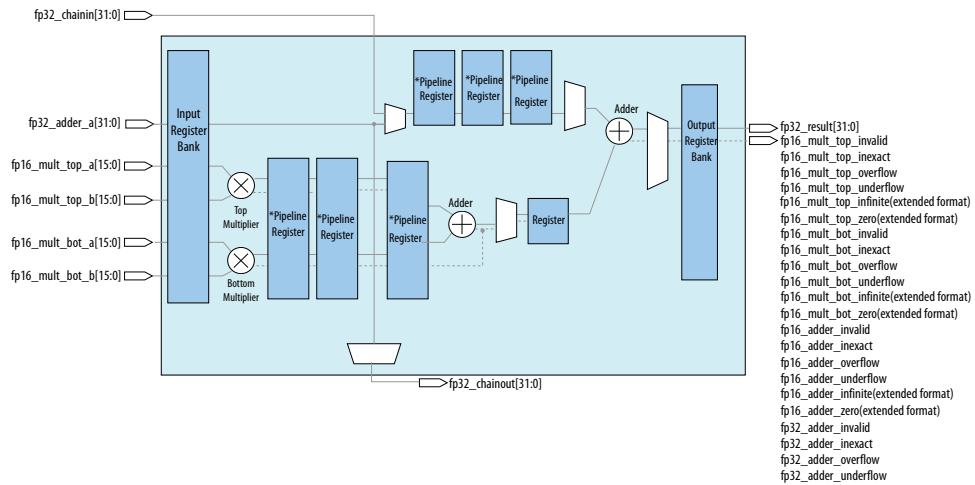 fp32_chainin[31:0]
fp32_adder_a[31:0]
fp16_mult_top_a[15:0]
fp16_mult_top_b[15:0]
fp16_mult_bot_a[15:0]
fp16_mult_bot_b[15:0]
Input
Register
Bank
Top
Multiplier
Bottom
Multiplier
*Pipeline
Register
*Pipeline
Register
*Pipeline
Register
*Pipeline
Register
*Pipeline
Register
*Pipeline
Register
Adder
Register
Adder
Output
Register
Bank
fp32_chainout[31:0]
fp32_result[31:0]
fp16_mult_top_invalid
fp16_mult_top_inexact
fp16_mult_top_overflow
fp16_mult_top_underflow
fp16_mult_top_infinite(extended format)
fp16_mult_top_zero(extended format)
fp16_mult_bot_invalid
fp16_mult_bot_inexact
fp16_mult_bot_overflow
fp16_mult_bot_underflow
fp16_mult_bot_infinite(extended format)
fp16_mult_bot_zero(extended format)
fp16_adder_invalid
fp16_adder_inexact
fp16_adder_overflow
fp16_adder_underflow
fp16_adder_infinite(extended format)
fp16_adder_zero(extended format)
fp32_adder_invalid
fp32_adder_inexact
fp32_adder_overflow
fp32_adder_underflow